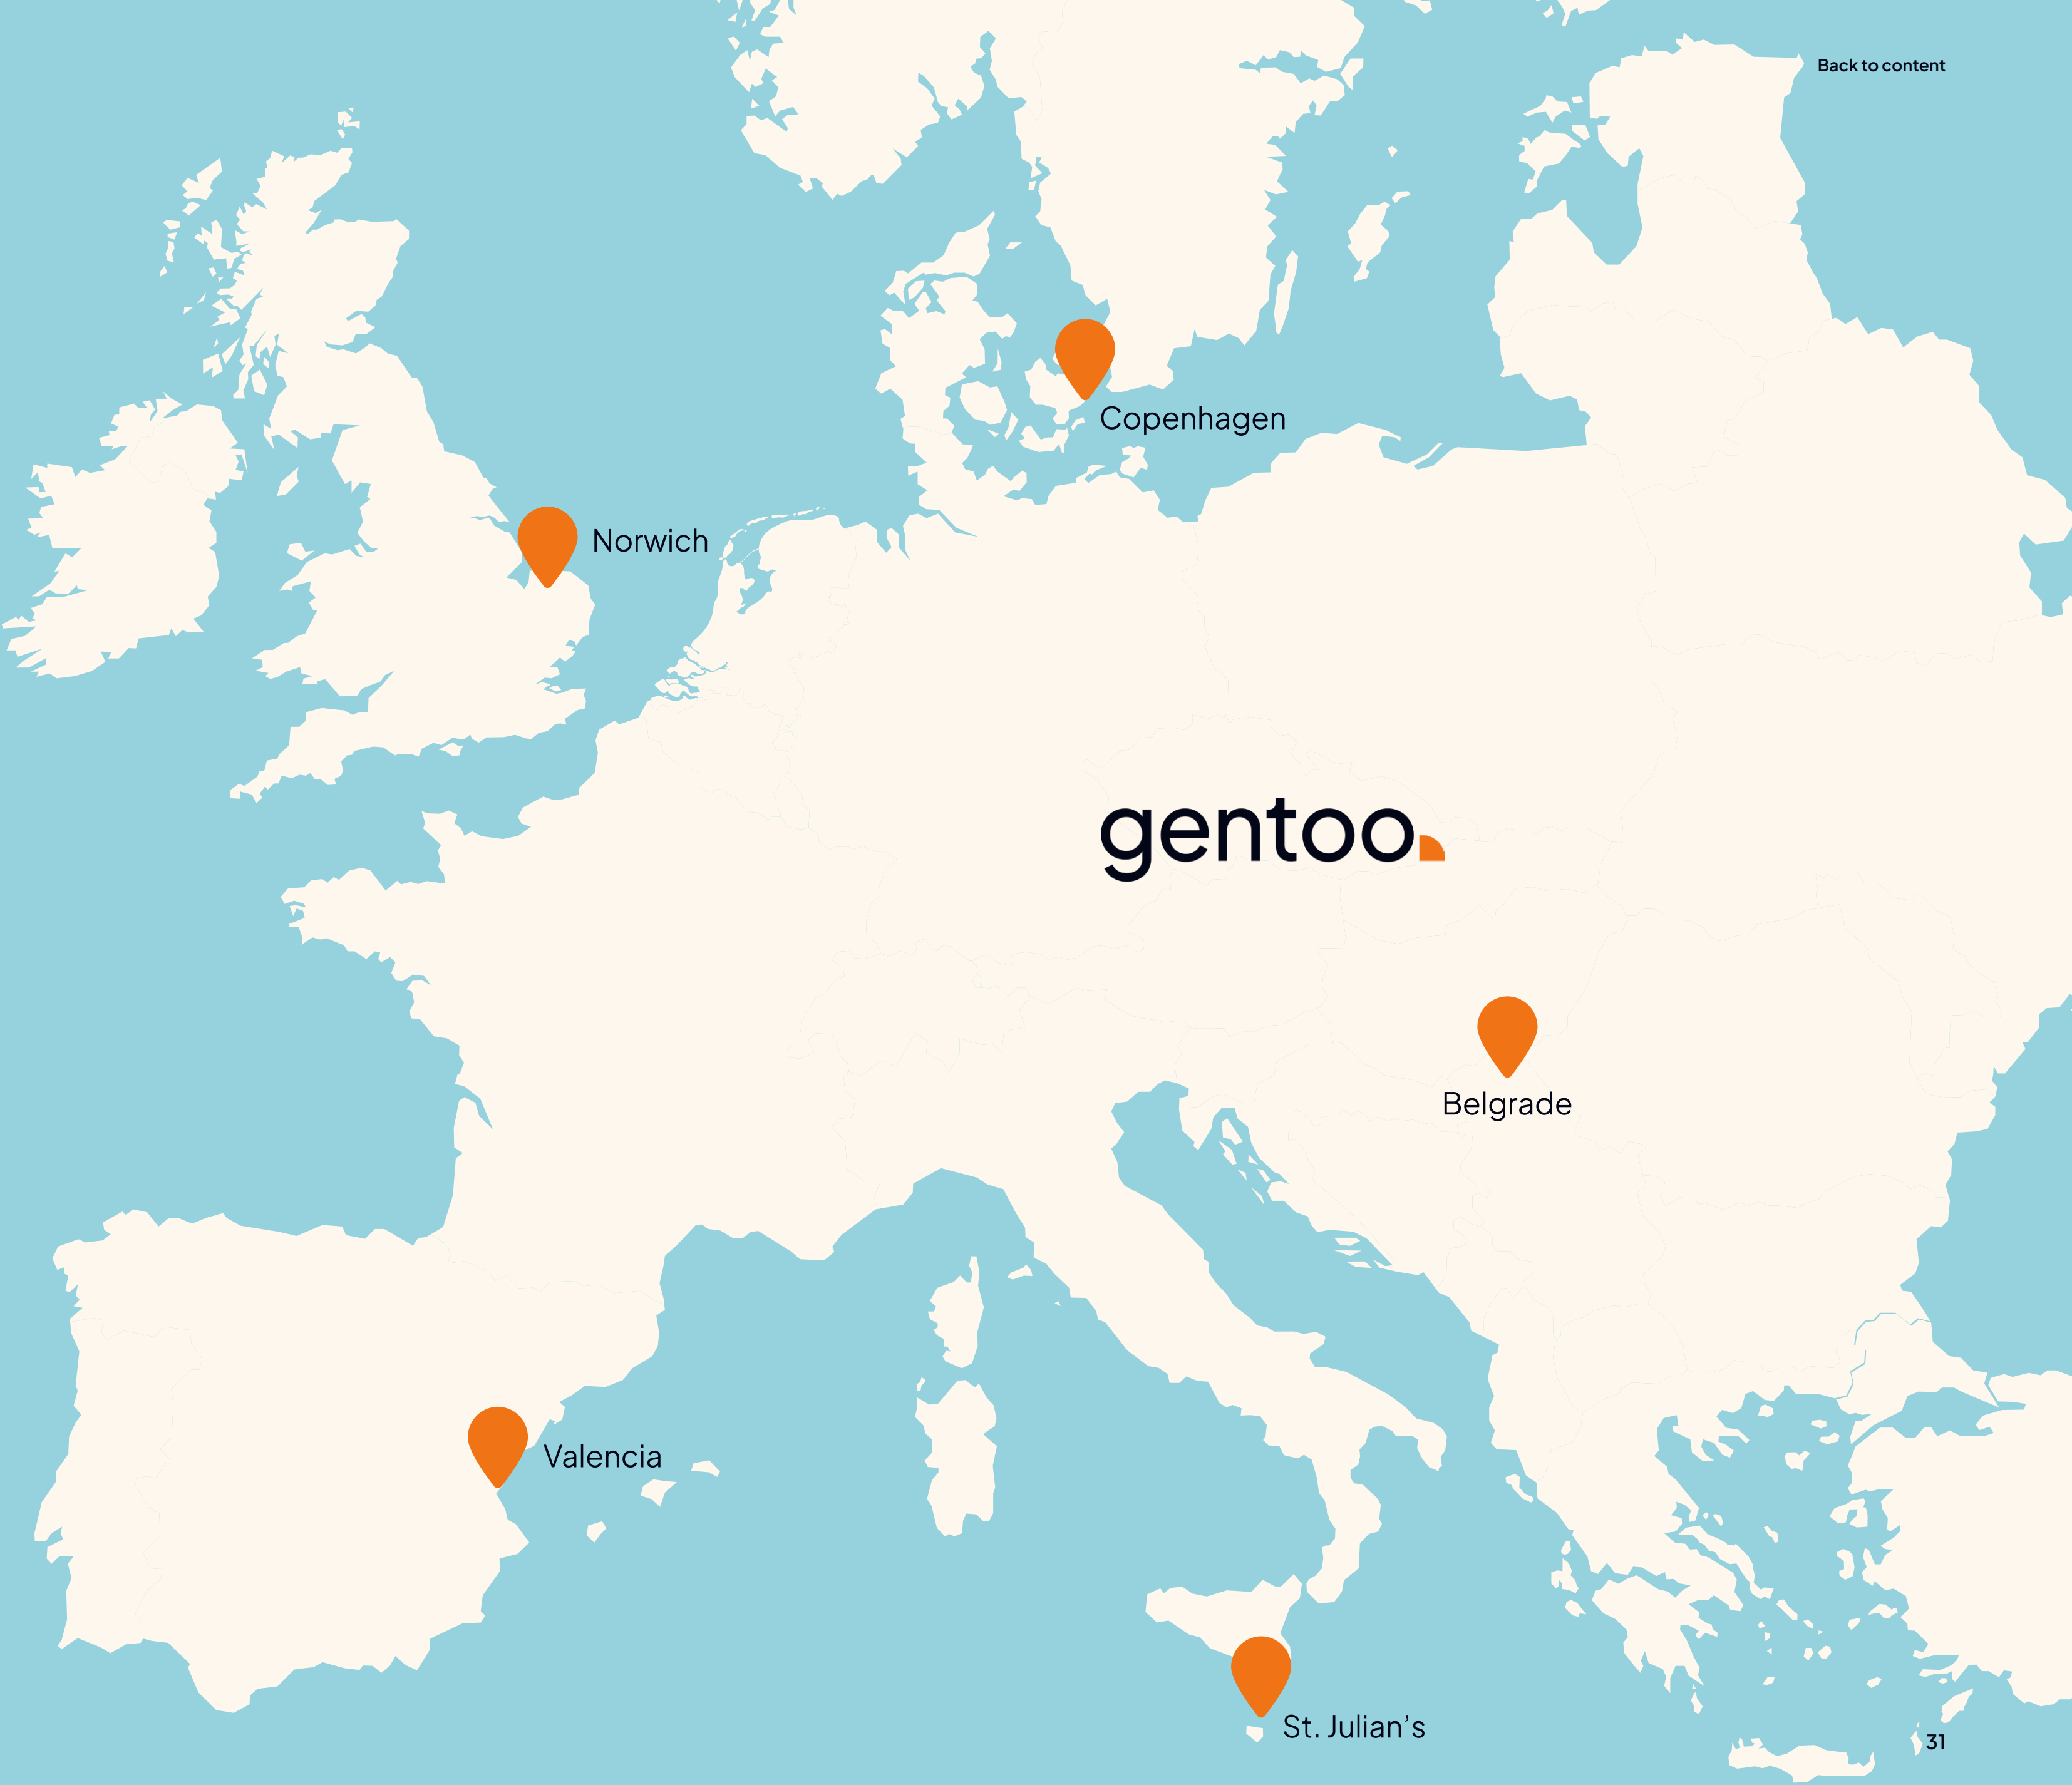 Back to content
Copenhagen
Norwich
gentoo
Belgrade
Valencia
St. Julian's
31